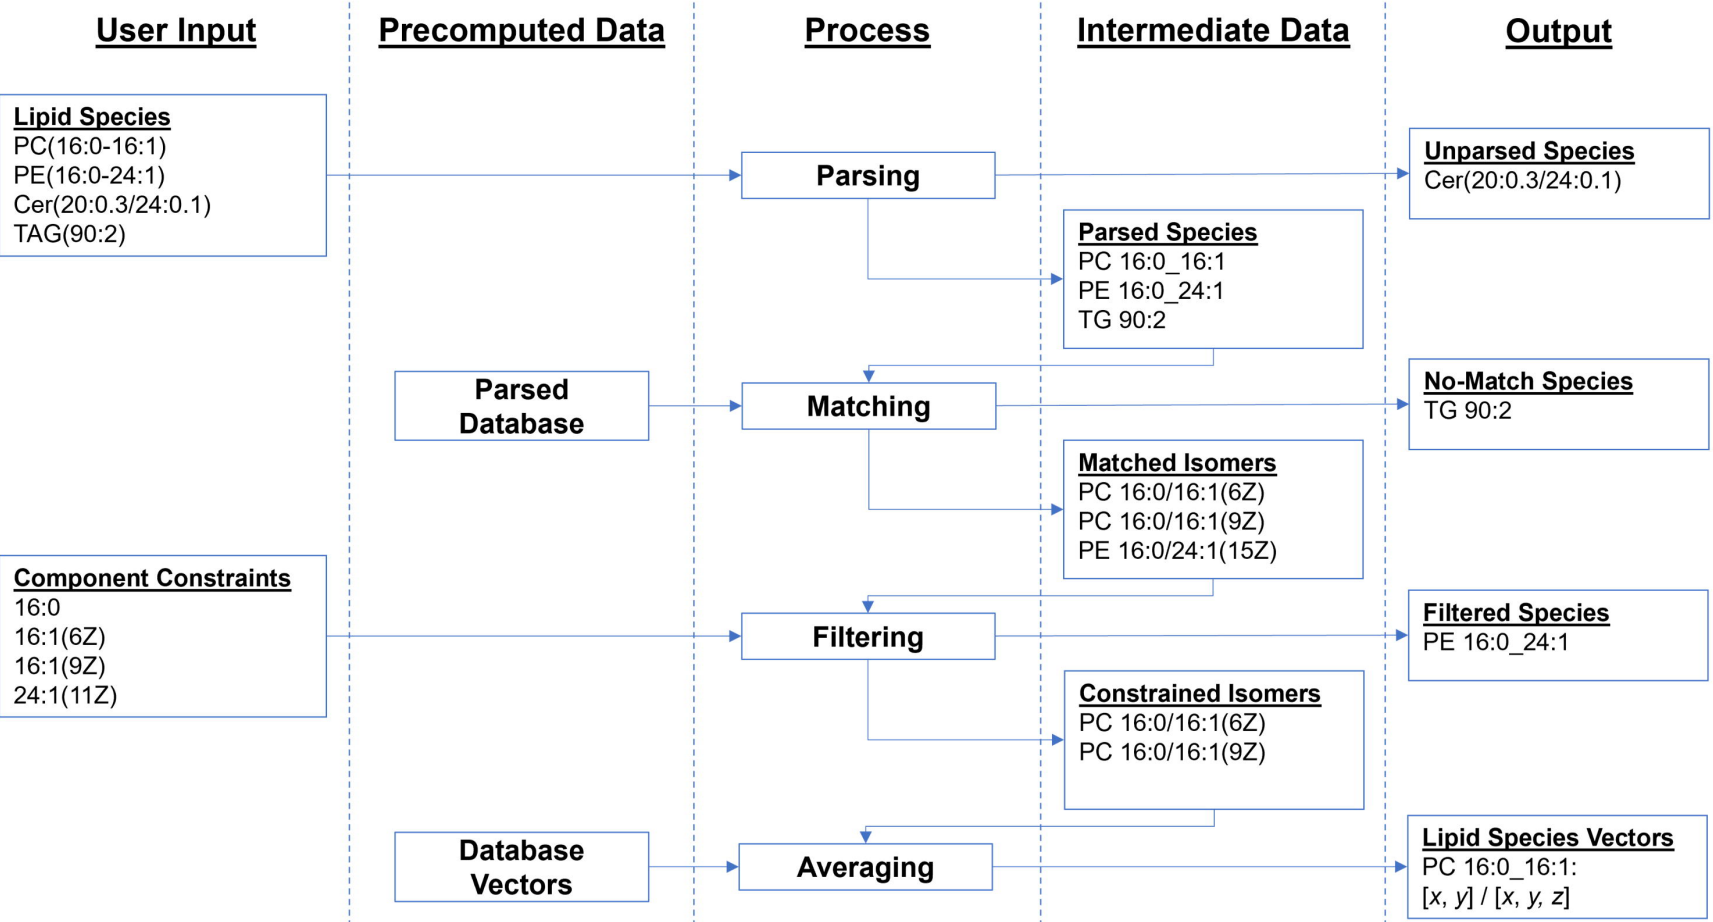 User Input
Precomputed Data
Process
Intermediate Data
Output
Lipid Species
PC(16:0-16:1)
PE(16:0-24:1)
Cer(20:0.3/24:0.1)
TAG(90:2)
Parsing
Unparsed Species
Cer(20:0.3/24:0.1)
Parsed Species
PC 16:0_16:1
PE 16:0_24:1
TG 90:2
Parsed
Database
Matching
No-Match Species
TG 90:2
Matched Isomers
PC 16:0/16:1(6Z)
PC 16:0/16:1(9Z)
PE 16:0/24:1(15Z)
Component Constraints
16:0
16:1(6Z)
16:1(9Z)
24:1(11Z)
Filtering
Filtered Species
PE 16:0_24:1
Constrained Isomers
PC 16:0/16:1(6Z)
PC 16:0/16:1(9Z)
Database
Vectors
Averaging
Lipid Species Vectors
PC 16:0_16:1:
[x, y] / [x, y, z]